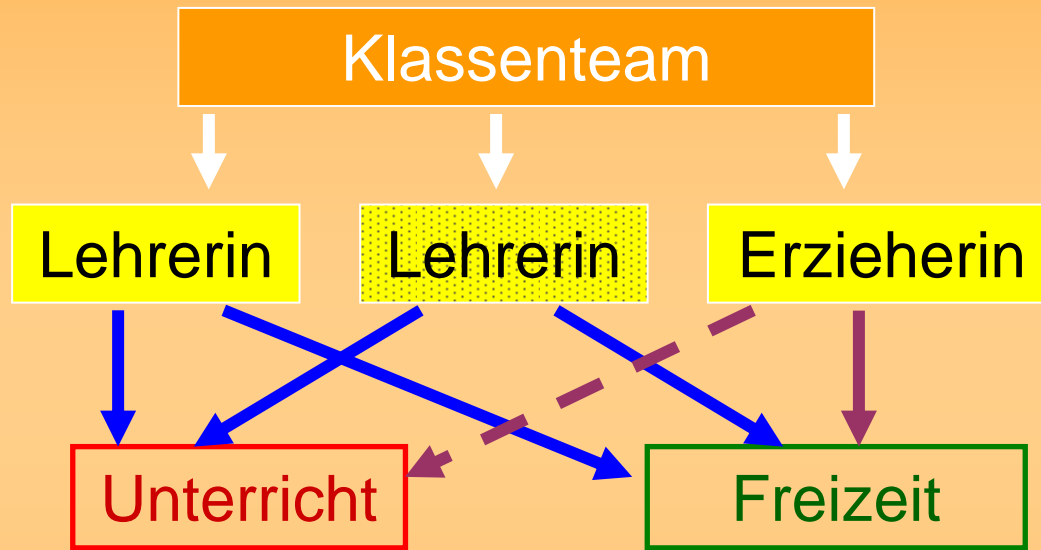 Klassenteam
Lehrerin
Lehrerin
Erzieherin
Unterricht
Freizeit